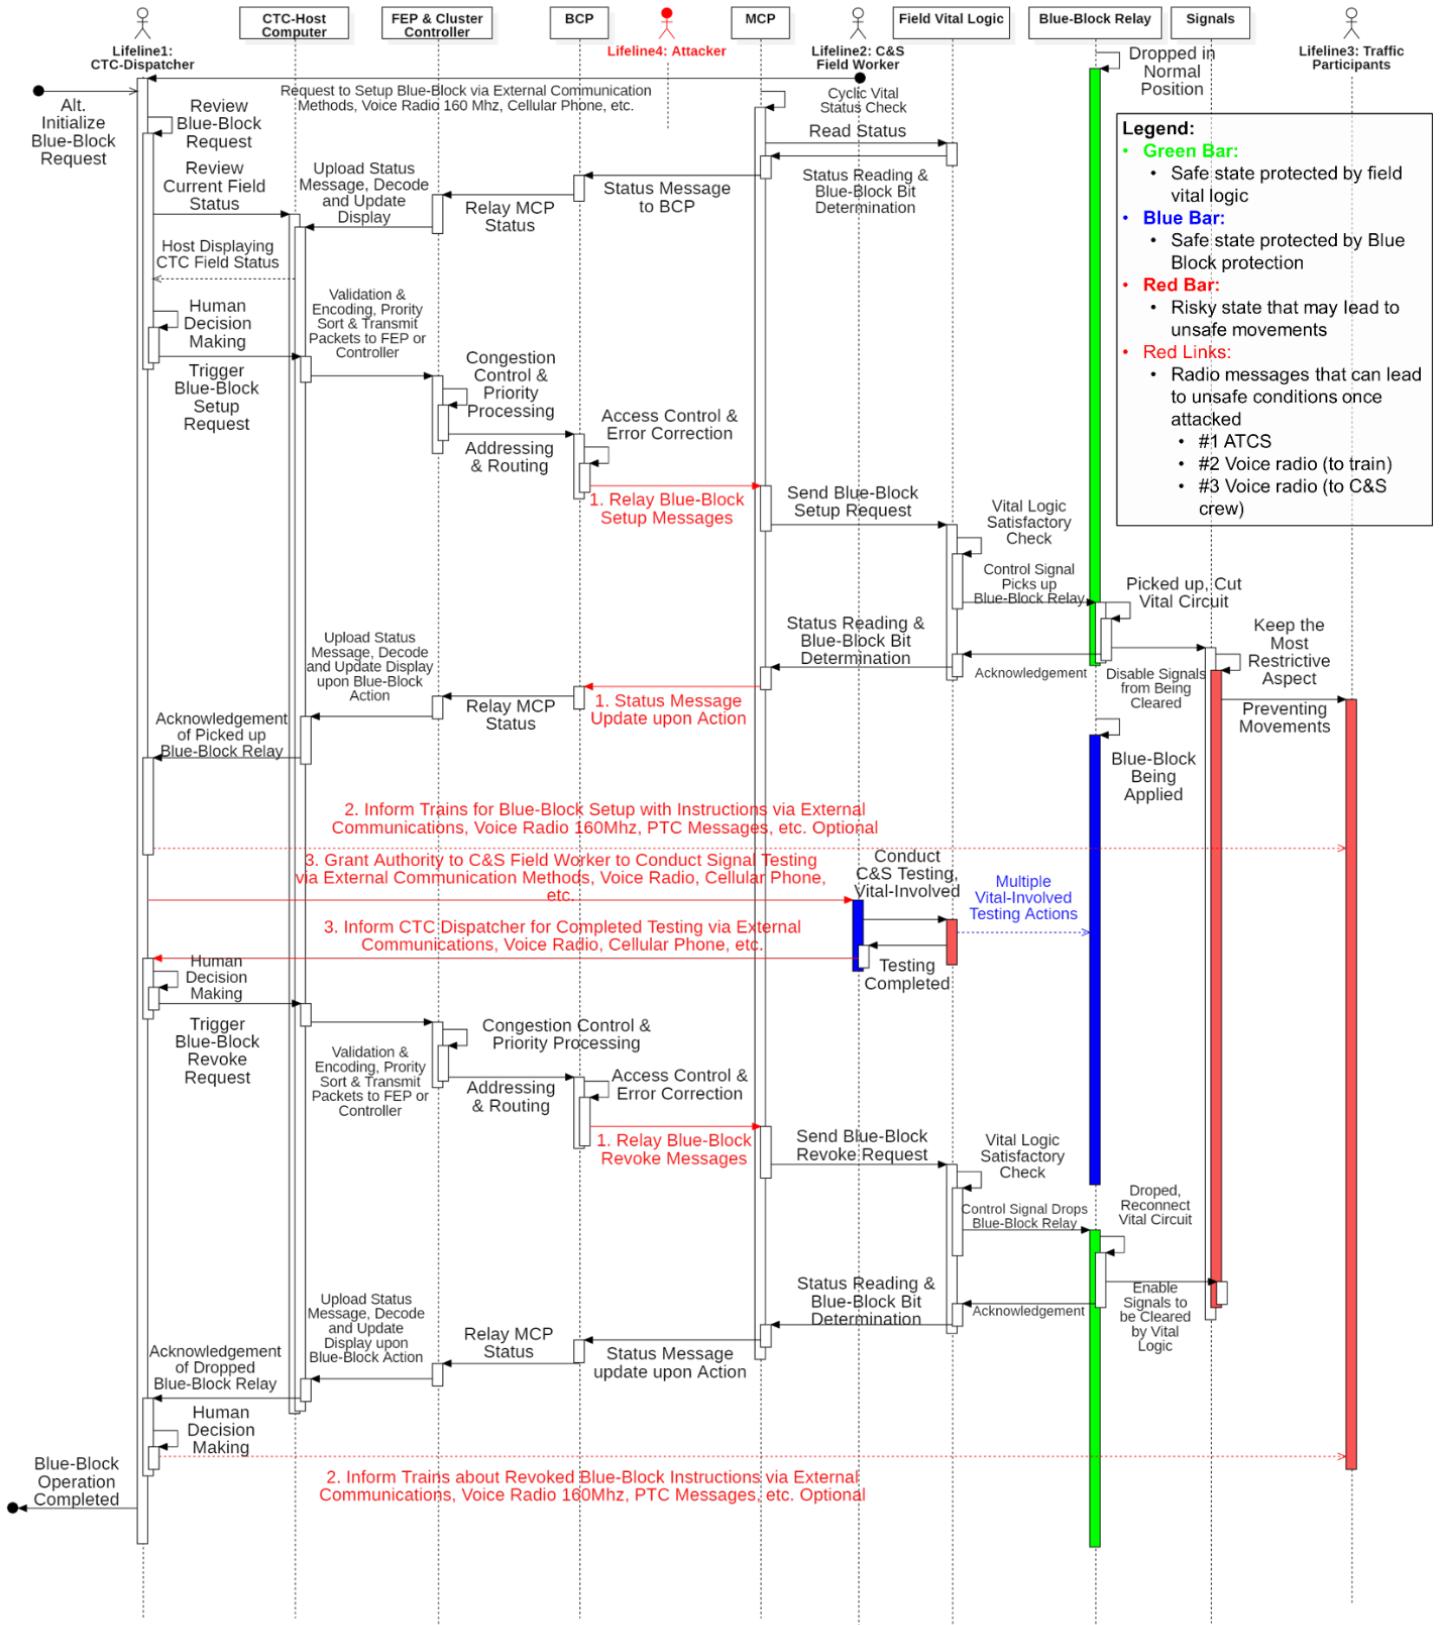 CTC-Host
Computer
FEP & Cluster
Controller
BCP
MCP
Field Vital Logic
Blue-Block Relay
Signals
Lifeline1:
CTC-Dispatcher
Lifeline4: Attacker
Lifeline2: C&S
Field Worker
Lifeline3: Traffic
Participants
Dropped in
Normal
Position
Alt.
Initialize
Blue-Block
Request
Review
Blue-Block
Request
Request to Setup Blue-Block via External Communication
Methods, Voice Radio 160 Mhz, Cellular Phone, etc.
Cyclic Vital
Status Check
Read Status
Legend:
• Green Bar:
• Safe state protected by field
vital logic
• Blue Bar:
• Safe state protected by Blue
Block protection
• Red Bar:
• Risky state that may lead to
unsafe movements
• Red Links:
• Radio messages that can lead
to unsafe conditions once
attacked
• #1 ATCS
• #2 Voice radio (to train)
• #3 Voice radio (to C&S
crew)
Review
Current Field
Status
Upload Status
Message, Decode
and Update
Display
Relay MCP
Status
Status Message
to BCP
Status Reading &
Blue-Block Bit
Determination
Host Displaying
CTC Field Status
Human
Decision
Making
Validation &
Encoding, Prority
Sort & Transmit
Packets to FEP or
Controller
Trigger
Blue-Block
Setup
Request
Congestion
Control &
Priority
Processing
Addressing
& Routing
Access Control &
Error Correction
1. Relay Blue-Block
Setup Messages
Send Blue-Block
Setup Request
Vital Logic
Satisfactory
Check
Control Signal
Picks up
Blue-Block Relay
Picked up, Cut
Vital Circuit
Keep the
Most
Restrictive
Aspect
Status Reading &
Blue-Block Bit
Determination
Acknowledgement
Disable Signals
from Being
Cleared
Preventing
Movements
Upload Status
Message, Decode
and Update Display
upon Blue-Block
Action
Relay MCP
Status
1. Status Message
Update upon Action
Acknowledgement
of Picked up
Blue-Block Relay
Blue-Block
Being
Applied
2. Inform Trains for Blue-Block Setup with Instructions via External
Communications, Voice Radio 160Mhz, PTC Messages, etc. Optional
3. Grant Authority to C&S Field Worker to Conduct Signal Testing
via External Communication Methods, Voice Radio, Cellular Phone,
etc.
Conduct
C&S Testing,
Vital-Involved
Multiple
Vital-Involved
Testing Actions
3. Inform CTC Dispatcher for Completed Testing via External
Communications, Voice Radio, Cellular Phone, etc.
Testing
Completed
Human
Decision
Making
Trigger
Blue-Block
Revoke
Request
Validation &
Encoding, Prority
Sort & Transmit
Packets to FEP or
Controller
Congestion Control &
Priority Processing
Addressing
& Routing
Access Control &
Error Correction
1. Relay Blue-Block
Revoke Messages
Send Blue-Block
Revoke Request
Vital Logic
Satisfactory
Check
Control Signal Drops
Blue-Block Relay
Droped,
Reconnect
Vital Circuit
Status Reading &
Blue-Block Bit
Determination
Acknowledgement
Enable
Signals to
be Cleared
by Vital
Logic
Upload Status
Message, Decode
and Update
Display upon
Blue-Block Action
Relay MCP
Status
Status Message
update upon Action
Acknowledgement
of Dropped
Blue-Block Relay
Human
Decision
Making
Blue-Block
Operation
Completed
2. Inform Trains about Revoked Blue-Block Instructions via External
Communications, Voice Radio 160Mhz, PTC Messages, etc. Optional